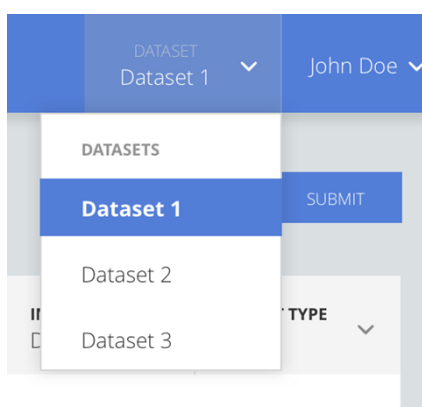 DATASET
Dataset 1
John Doe
DATASETS
Dataset 1
SUBMIT
Dataset 2
TYPE
Dataset 3